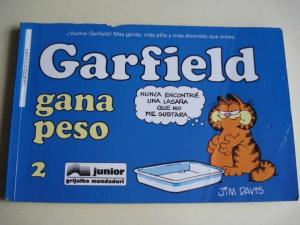 ¡Vuelve Garfield! Más gordo, más pillo y más divertido que antes.
Garfield
gana
peso
NUNCA ENCONTRÉ
UNA LASAÑA
QUE NO
ME GUSTARA
2
junior
grijalbo mondadori
JIM DAVIS